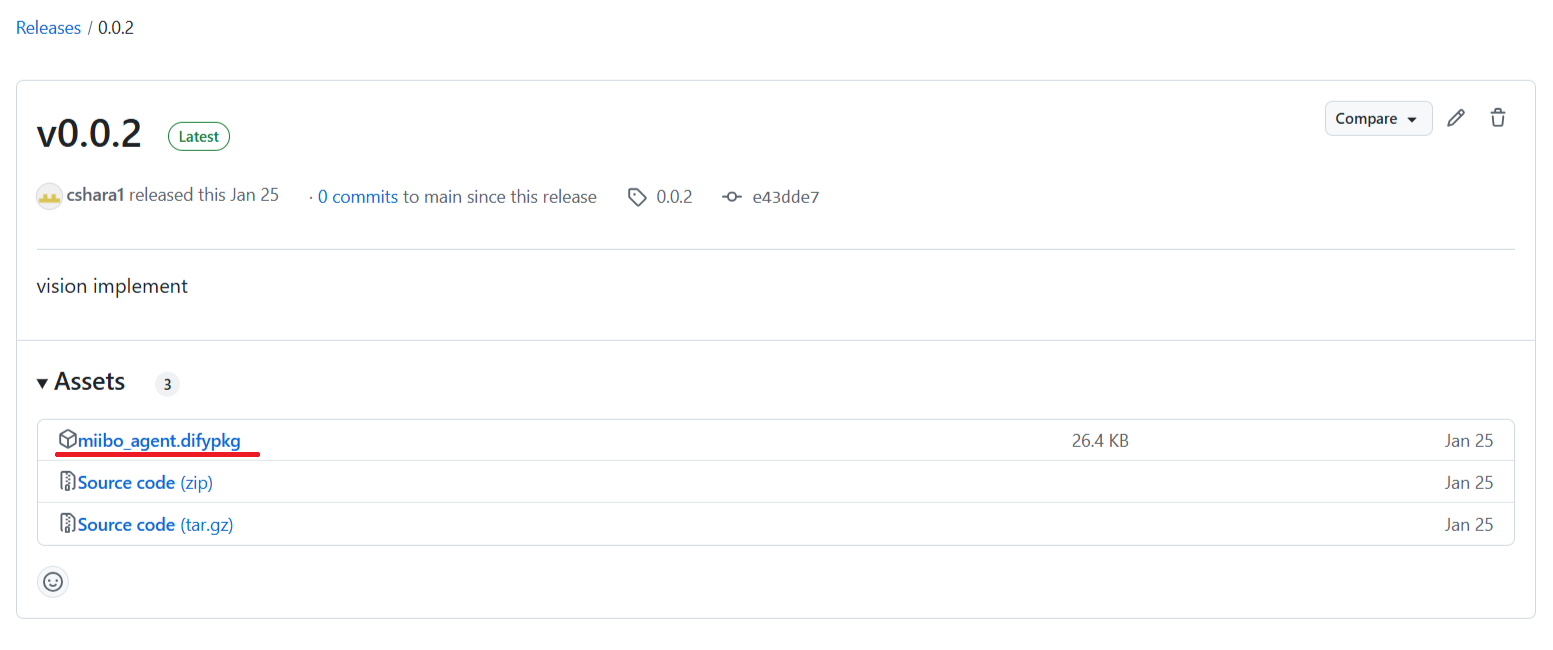 Releases / 0.0.2
v0.0.2 Latest Compare
cshara1 released this Jan 25 · 0 commits to main since this release 0.0.2 e43dde7
vision implement
Assets 3
miibo_agent.difypkg 26.4 KB Jan 25
Source code (zip) Jan 25
Source code (tar.gz) Jan 25